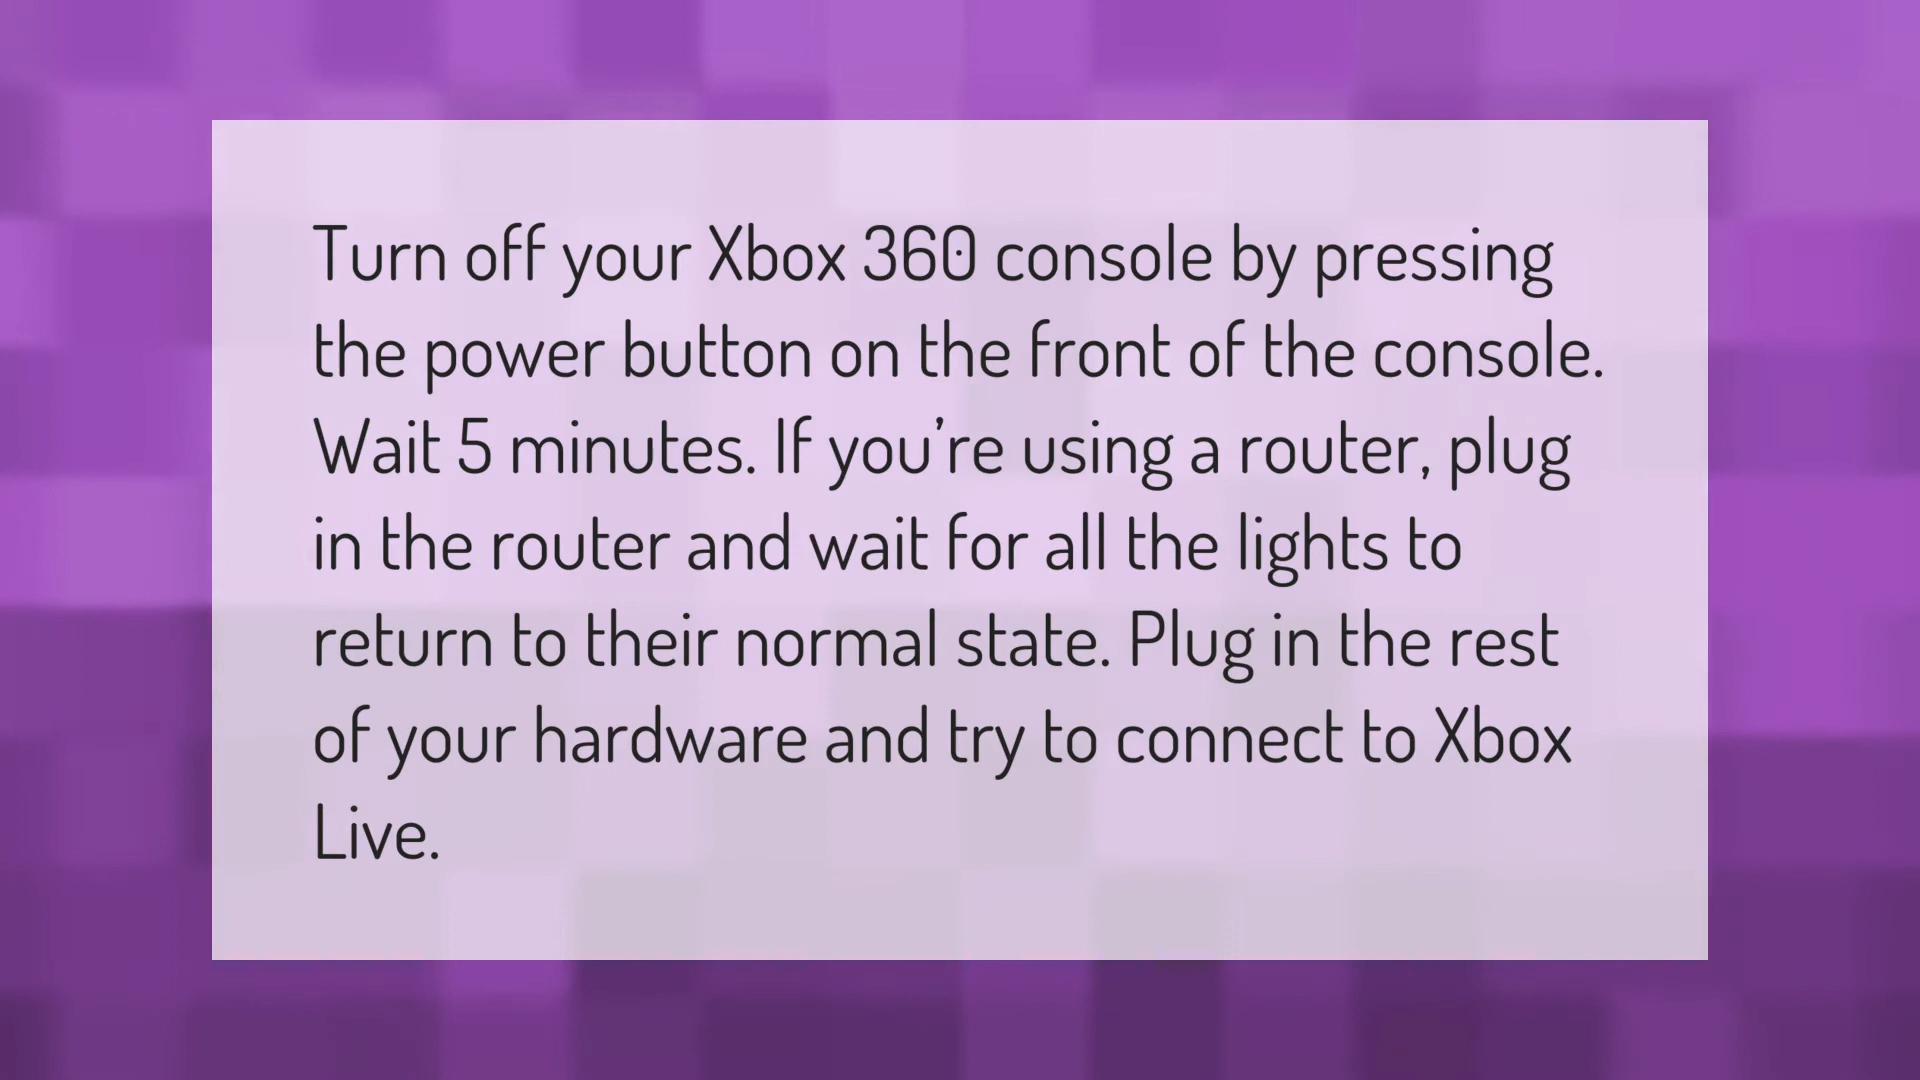 Turn off your Xbox 360 console by pressing
the power button on the front of the console.
Wait 5 minutes. If you’re using a router, plug
in the router and wait for all the lights to
return to their normal state. Plug in the rest
of your hardware and try to connect to Xbox
Live.